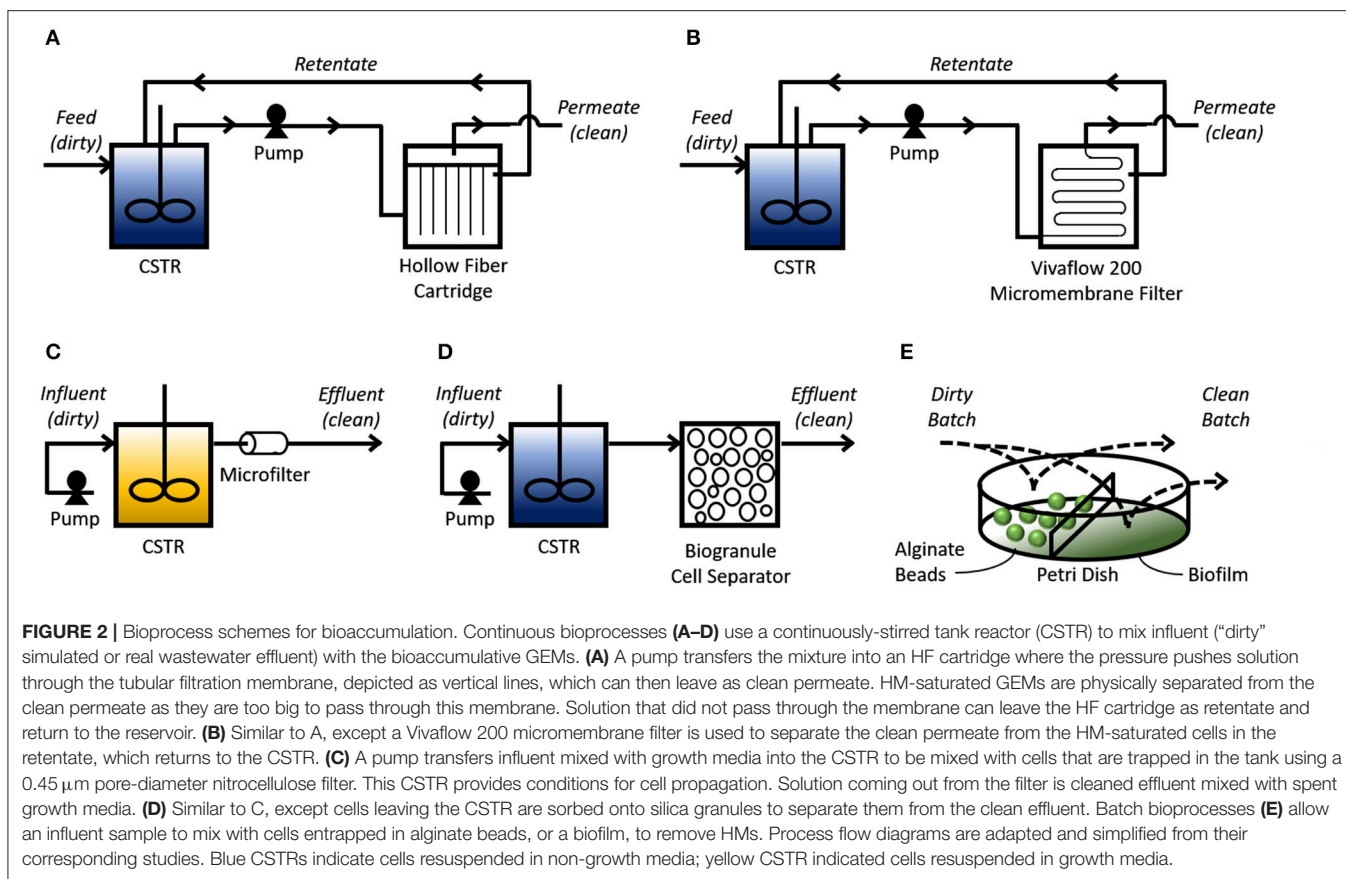 A
Retentate
Feed
(dirty)
Pump
Permeate
(clean)
CSTR
Hollow Fiber
Cartridge
B
Retentate
Feed
(dirty)
Pump
Permeate
(clean)
CSTR
Vivaflow 200
Micromembrane Filter
C
Influent
(dirty)
Effluent
(clean)
Microfilter
Pump
CSTR
D
Influent
(dirty)
Effluent
(clean)
Pump
CSTR
Biogranule
Cell Separator
E
Dirty
Batch
Clean
Batch
Alginate
Beads
Petri Dish
Biofilm
FIGURE 2 | Bioprocess schemes for bioaccumulation. Continuous bioprocesses (A–D) use a continuously-stirred tank reactor (CSTR) to mix influent (“dirty”
simulated or real wastewater effluent) with the bioaccumulative GEMs. (A) A pump transfers the mixture into an HF cartridge where the pressure pushes solution
through the tubular filtration membrane, depicted as vertical lines, which can then leave as clean permeate. HM-saturated GEMs are physically separated from the
clean permeate as they are too big to pass through this membrane. Solution that did not pass through the membrane can leave the HF cartridge as retentate and
return to the reservoir. (B) Similar to A, except a Vivaflow 200 micromembrane filter is used to separate the clean permeate from the HM-saturated cells in the
retentate, which returns to the CSTR. (C) A pump transfers influent mixed with growth media into the CSTR to be mixed with cells that are trapped in the tank using a
0.45 μm pore-diameter nitrocellulose filter. This CSTR provides conditions for cell propagation. Solution coming out from the filter is cleaned effluent mixed with spent
growth media. (D) Similar to C, except cells leaving the CSTR are sorbed onto silica granules to separate them from the clean effluent. Batch bioprocesses (E) allow
an influent sample to mix with cells entrapped in alginate beads, or a biofilm, to remove HMs. Process flow diagrams are adapted and simplified from their
corresponding studies. Blue CSTRs indicate cells resuspended in non-growth media; yellow CSTR indicated cells resuspended in growth media.